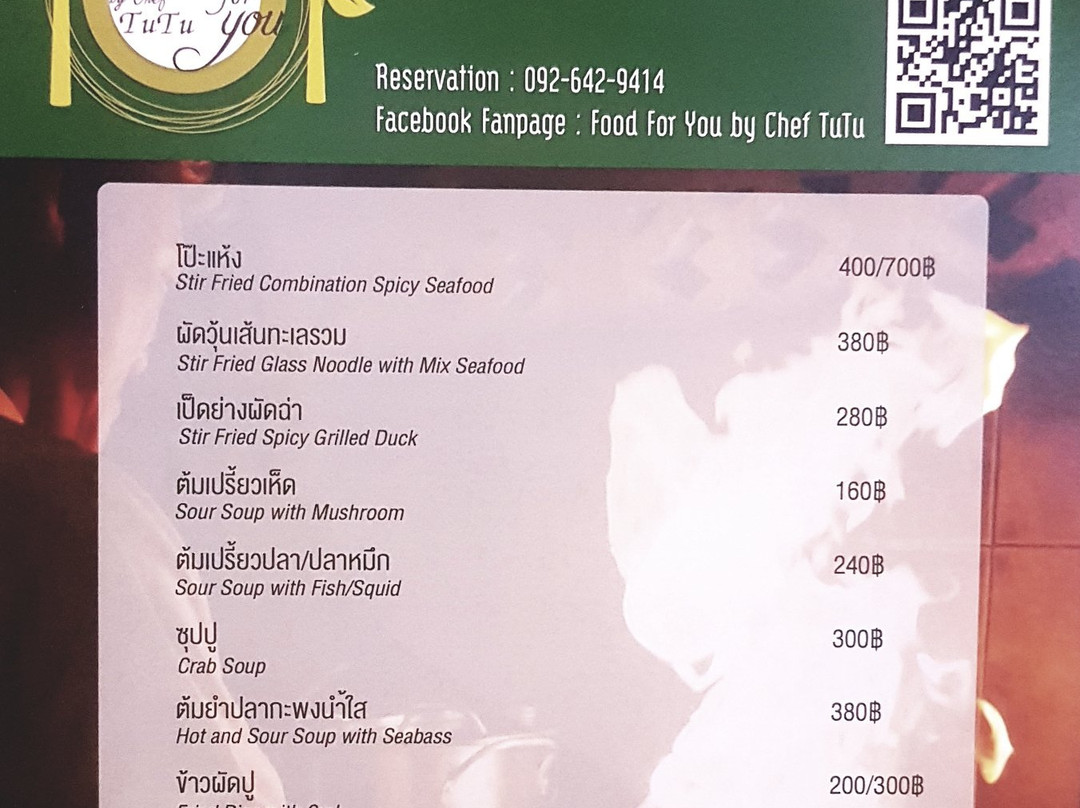 by Chef for
TuTu you
Reservation : 092-642-9414
Facebook Fanpage : Food For You by Chef TuTu
โป๊ะแห้ง
Stir Fried Combination Spicy Seafood 400/700฿
ผัดวุ้นเส้นทะเลรวม
Stir Fried Glass Noodle with Mix Seafood 380฿
เป็ดย่างผัดฉ่า
Stir Fried Spicy Grilled Duck 280฿
ต้มเปรี้ยวเห็ด
Sour Soup with Mushroom 160฿
ต้มเปรี้ยวปลา/ปลาหมึก
Sour Soup with Fish/Squid 240฿
ซุปปู
Crab Soup 300฿
ต้มยำปลากะพงน้ำใส
Hot and Sour Soup with Seabass 380฿
ข้าวผัดปู 200/300฿